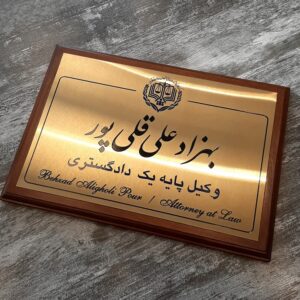 بهزاد علی قلی پور
وکیل پایه یک دادگستری
Behzad Aligholi Pour / Attorney at Law